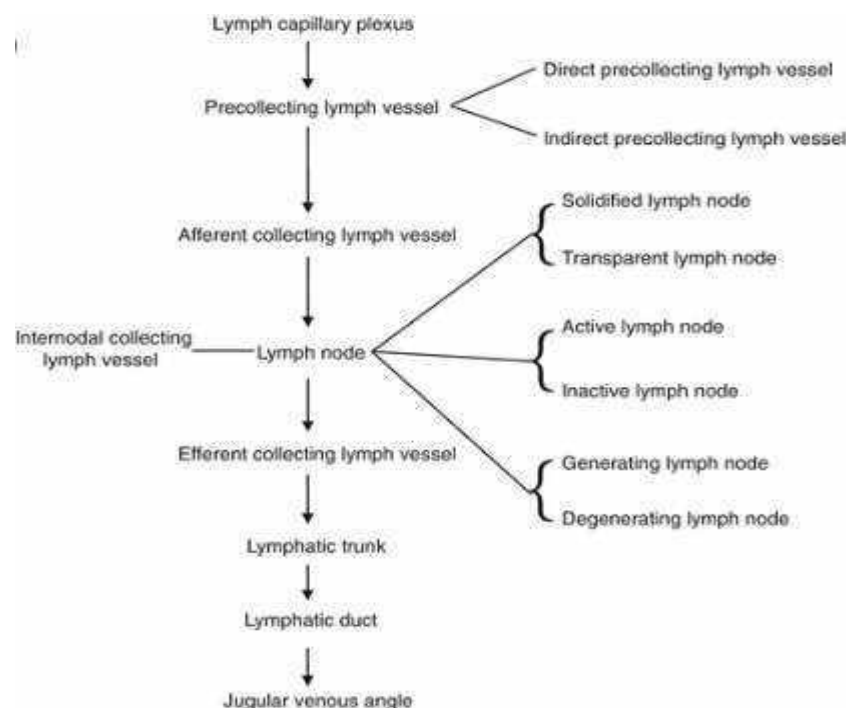 Lymph capillary plexus
Direct precollecting lymph vessel
Precollecting lymph vessel
Indirect precollecting lymph vessel
Solidified lymph node
Afferent collecting lymph vessel
Transparent lymph node
Internodal collecting
lymph vessel
Lymph node
Active lymph node
Inactive lymph node
Efferent collecting lymph vessel
Generating lymph node
Degenerating lymph node
Lymphatic trunk
Lymphatic duct
Jugular venous angle